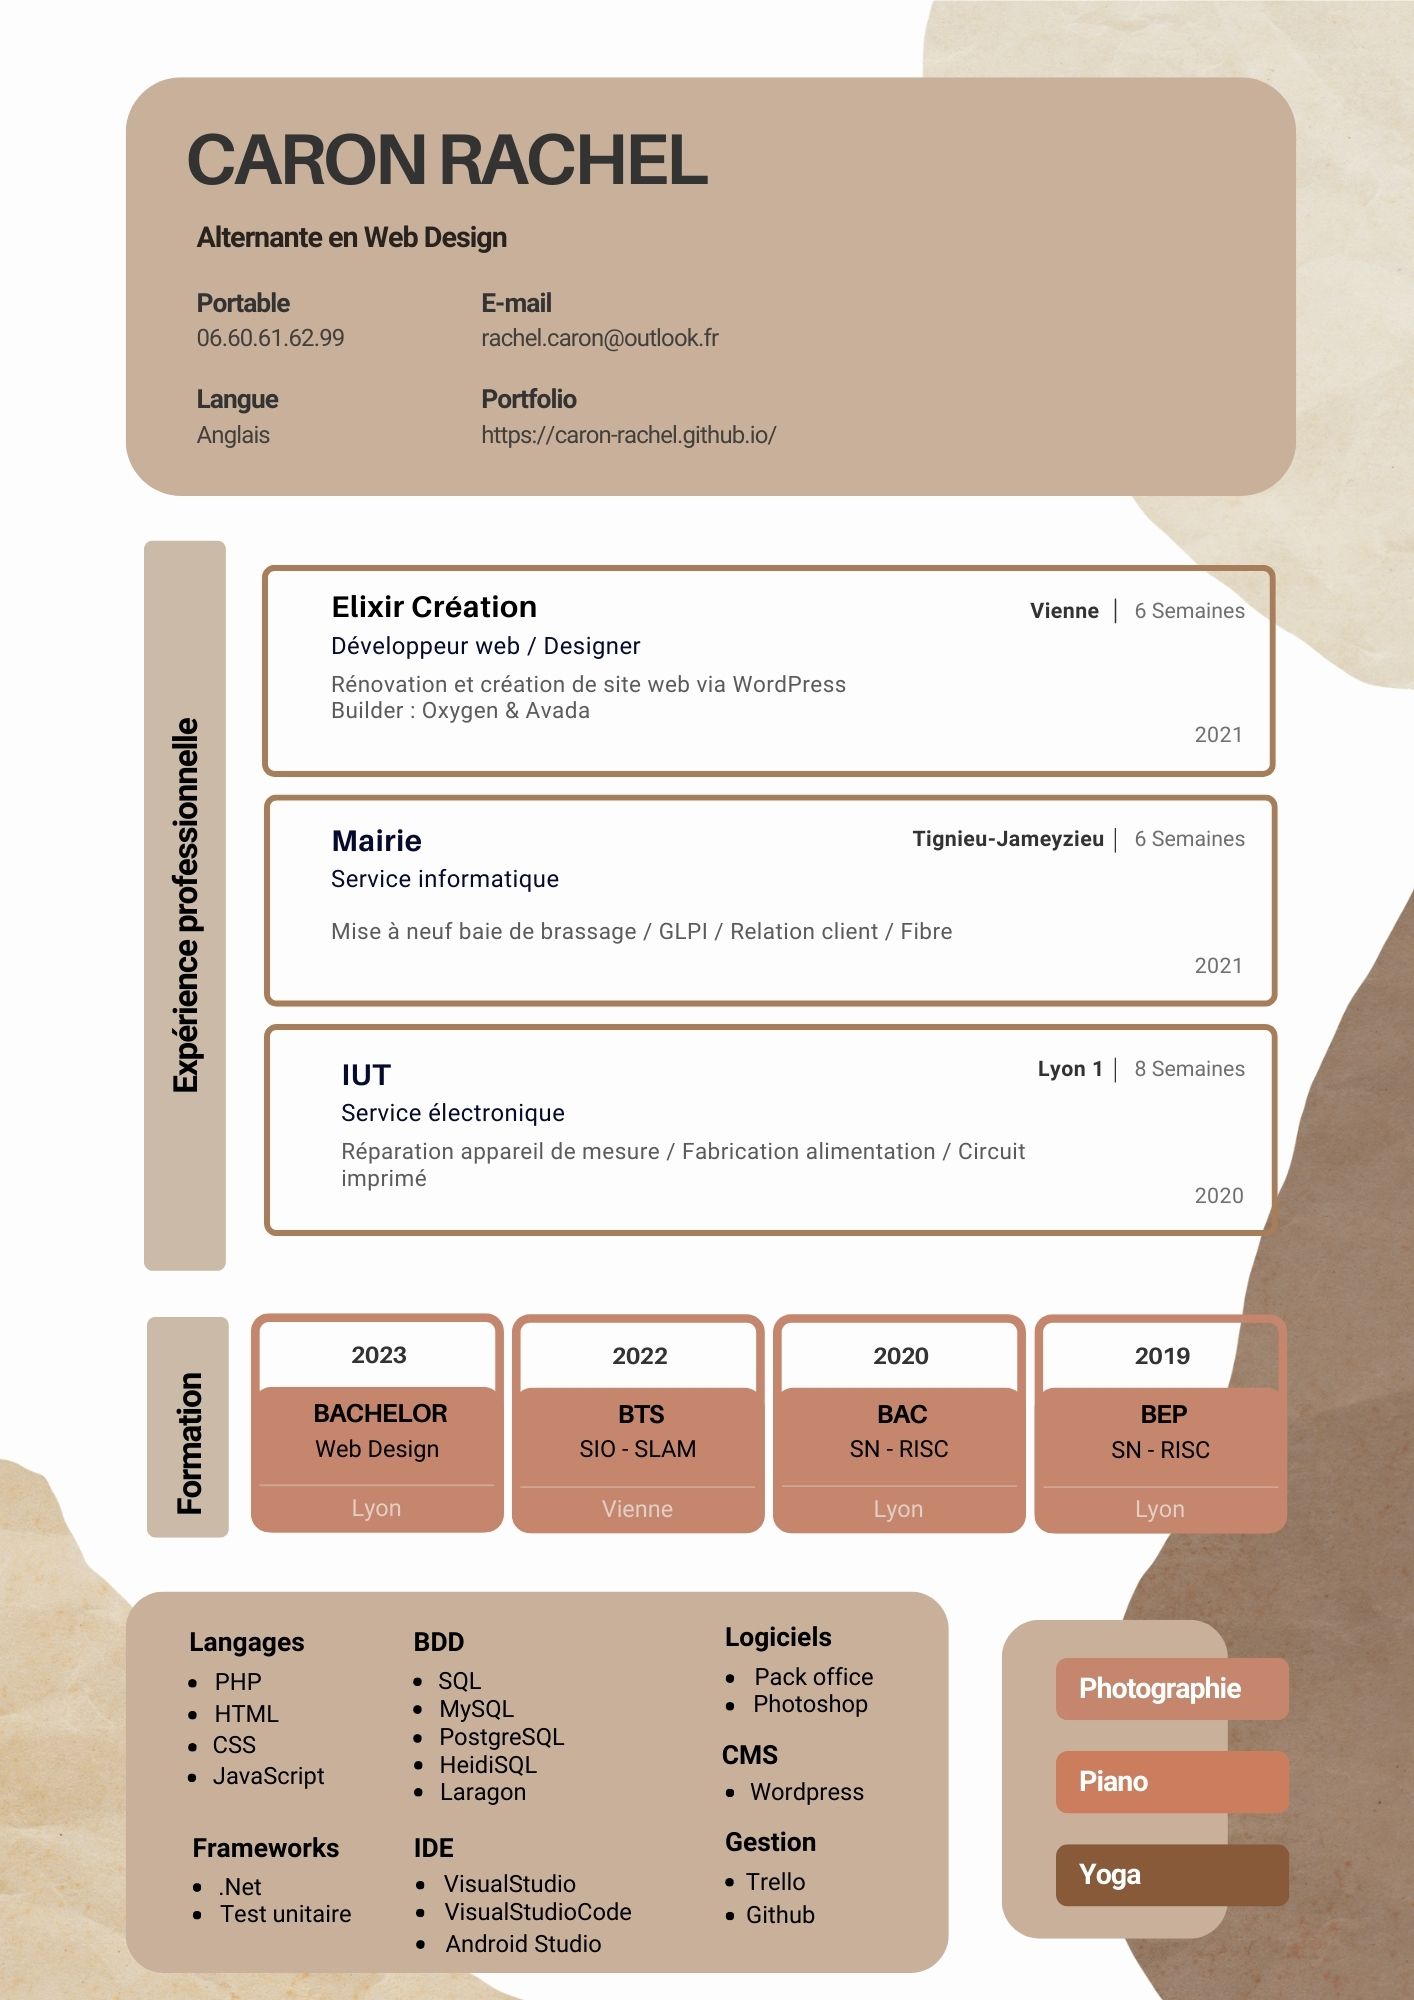 CARON RACHEL
Alternante en Web Design
Portable
06.60.61.62.99
E-mail
rachel.caron@outlook.fr
Langue
Anglais
Portfolio
https://caron-rachel.github.io/
Expérience professionnelle
Elixir Création
Vienne | 6 Semaines
Développeur web / Designer
Rénovation et création de site web via WordPress
Builder : Oxygen & Avada
2021
Mairie
Tignieu-Jameyzieu | 6 Semaines
Service informatique
Mise à neuf baie de brassage / GLPI / Relation client / Fibre
2021
IUT
Lyon 1 | 8 Semaines
Service électronique
Réparation appareil de mesure / Fabrication alimentation / Circuit
imprimé
2020
Formation
2023
BACHELOR
Web Design
Lyon
2022
BTS
SIO - SLAM
Vienne
2020
BAC
SN - RISC
Lyon
2019
BEP
SN - RISC
Lyon
Langages
• PHP
• HTML
• CSS
• JavaScript
Frameworks
• .Net
• Test unitaire
BDD
• SQL
• MySQL
• PostgreSQL
• HeidiSQL
• Laragon
IDE
• VisualStudio
• VisualStudioCode
• Android Studio
Logiciels
• Pack office
• Photoshop
CMS
• Wordpress
Gestion
• Trello
• Github
Photographie
Piano
Yoga